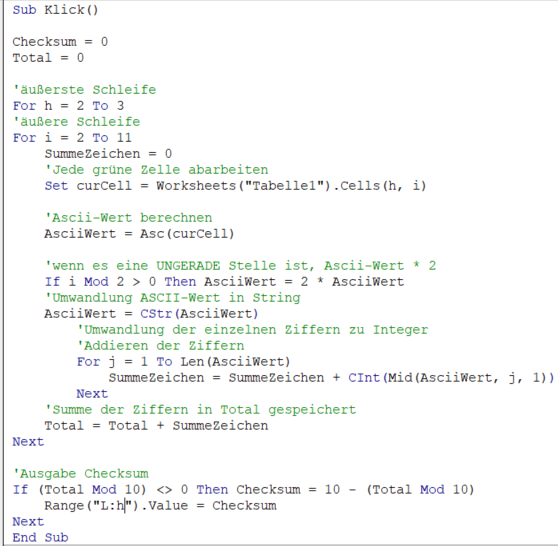 Sub Klick()
Checksum = 0
Total = 0
'äußerste Schleife
For h = 2 To 3
'äußere Schleife
For i = 2 To 11
SummeZeichen = 0
'Jede grüne Zelle abarbeiten
Set curCell = Worksheets("Tabelle1").Cells(h, i)
'Ascii-Wert berechnen
AsciiWert = Asc(curCell)
'wenn es eine UNGERADE Stelle ist, Ascii-Wert * 2
If i Mod 2 > 0 Then AsciiWert = 2 * AsciiWert
'Umwandlung ASCII-Wert in String
AsciiWert = CStr(AsciiWert)
'Umwandlung der einzelnen Ziffern zu Integer
'Addieren der Ziffern
For j = 1 To Len(AsciiWert)
SummeZeichen = SummeZeichen + CInt(Mid(AsciiWert, j, 1))
Next
'Summe der Ziffern in Total gespeichert
Total = Total + SummeZeichen
Next
'Ausgabe Checksum
If (Total Mod 10) <> 0 Then Checksum = 10 - (Total Mod 10)
Range("L:h").Value = Checksum
Next
End Sub